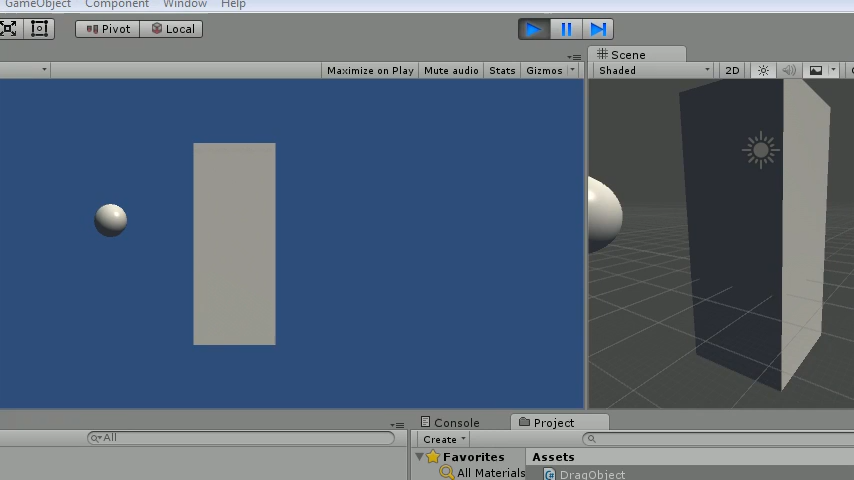 GameObject Component Window Help
Pivot Local
Scene
Maximize on Play Mute audio Stats Gizmos Shaded 2D
Console Project
All
Create
Favorites Assets
All Materials DragObject